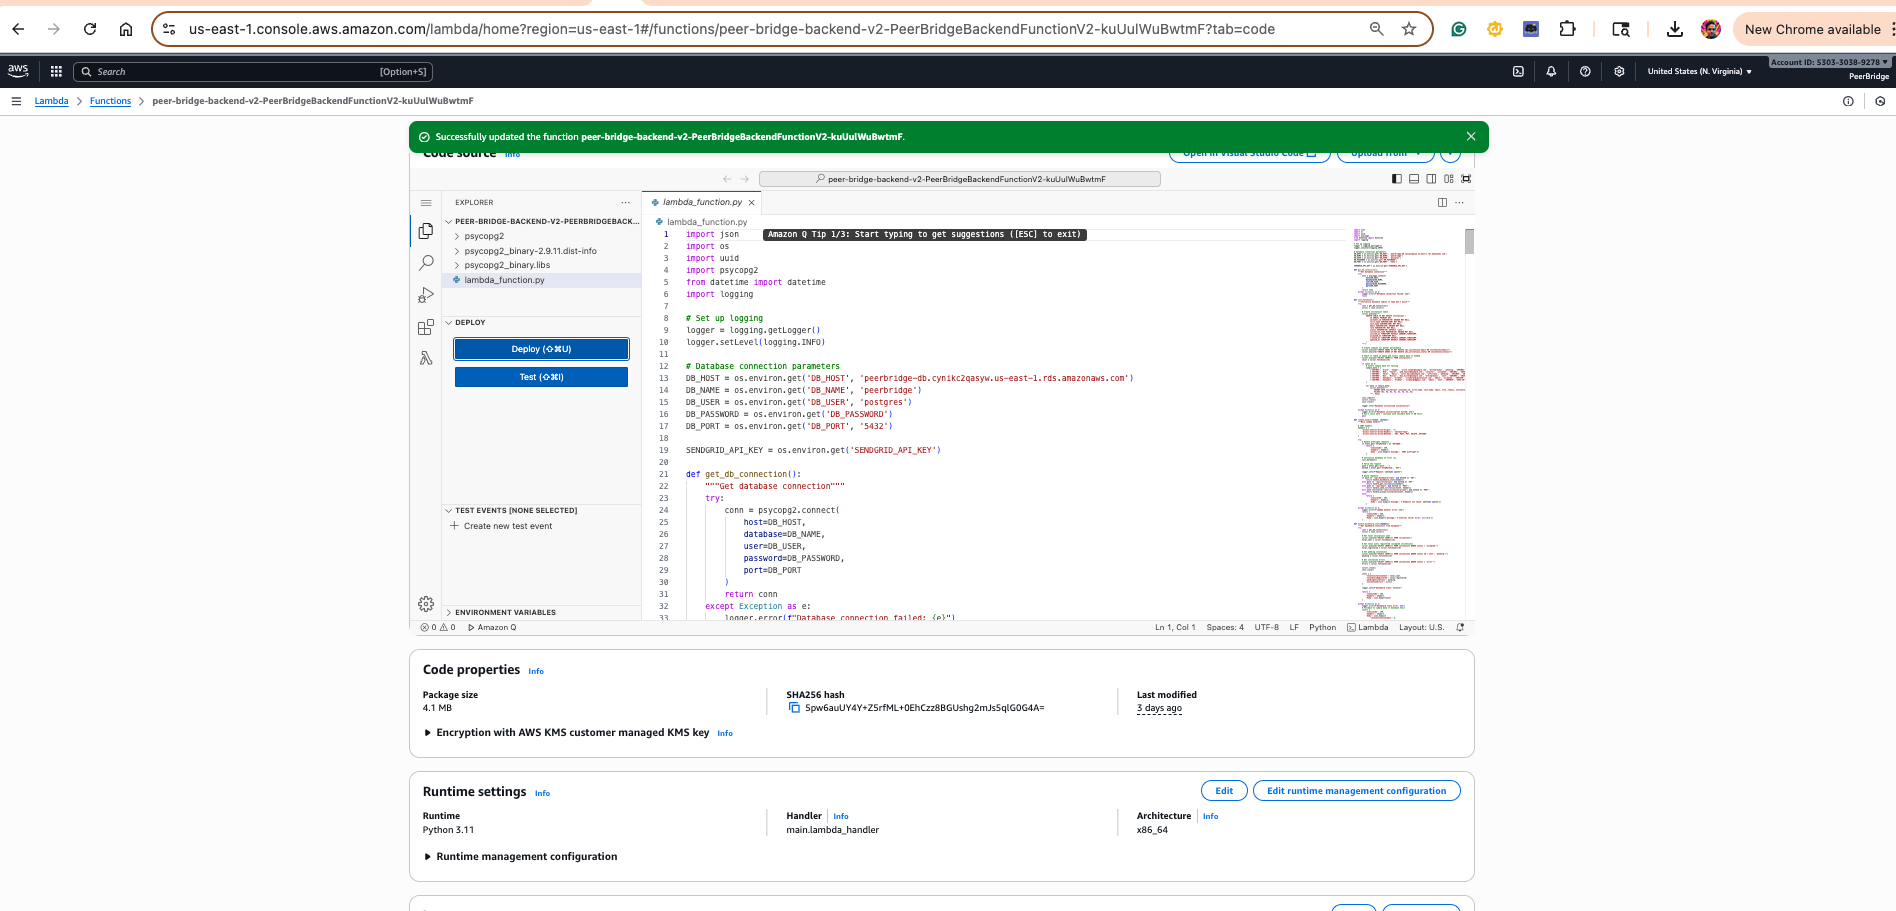 us-east-1.console.aws.amazon.com/lambda/home?region=us-east-1#/functions/peer-bridge-backend-v2-PeerBridgeBackendFunctionV2-kuUulWuBwtmF?tab=code
New Chrome available
aws
Search
[Option+S]
United States (N. Virginia) ▼
Account ID: 5303-3038-9278 ▼
PeerBridge
Lambda > Functions > peer-bridge-backend-v2-PeerBridgeBackendFunctionV2-kuUulWuBwtmF
Successfully updated the function peer-bridge-backend-v2-PeerBridgeBackendFunctionV2-kuUulWuBwtmF.
Code source Info
Open in Visual Studio Code
Upload from
peer-bridge-backend-v2-PeerBridgeBackendFunctionV2-kuUulWuBwtmF
EXPLORER
PEER-BRIDGE-BACKEND-V2-PEERBRIDGEBACK...
psycopg2
psycopg2_binary-2.9.11.dist-info
psycopg2_binary.libs
lambda_function.py
DEPLOY
Deploy (⇧⌘U)
Test (⇧⌘I)
TEST EVENTS [NONE SELECTED]
Create new test event
ENVIRONMENT VARIABLES
lambda_function.py
lambda_function.py
Amazon Q Tip 1/3: Start typing to get suggestions ([ESC] to exit)
1 import json
2 import os
3 import uuid
4 import psycopg2
5 from datetime import datetime
6 import logging
7
8 # Set up logging
9 logger = logging.getLogger()
10 logger.setLevel(logging.INFO)
11
12 # Database connection parameters
13 DB_HOST = os.environ.get('DB_HOST', 'peerbridge-db.cynikc2qasyw.us-east-1.rds.amazonaws.com')
14 DB_NAME = os.environ.get('DB_NAME', 'peerbridge')
15 DB_USER = os.environ.get('DB_USER', 'postgres')
16 DB_PASSWORD = os.environ.get('DB_PASSWORD')
17 DB_PORT = os.environ.get('DB_PORT', '5432')
18
19 SENDGRID_API_KEY = os.environ.get('SENDGRID_API_KEY')
20
21 def get_db_connection():
22 """Get database connection"""
23 try:
24 conn = psycopg2.connect(
25 host=DB_HOST,
26 database=DB_NAME,
27 user=DB_USER,
28 password=DB_PASSWORD,
29 port=DB_PORT
30 )
31 return conn
32 except Exception as e:
33 logger.error(f"Database connection failed: {e}")
0 0 Amazon Q
Ln 1, Col 1 Spaces: 4 UTF-8 LF Python Lambda Layout: U.S.
Code properties Info
Package size
4.1 MB
SHA256 hash
5pw6auUY4Y+Z5rfML+0EhCzz8BGUshg2mJs5qlG0G4A=
Last modified
3 days ago
Encryption with AWS KMS customer managed KMS key Info
Runtime settings Info
Edit
Edit runtime management configuration
Runtime
Python 3.11
Handler Info
main.lambda_handler
Architecture Info
x86_64
Runtime management configuration